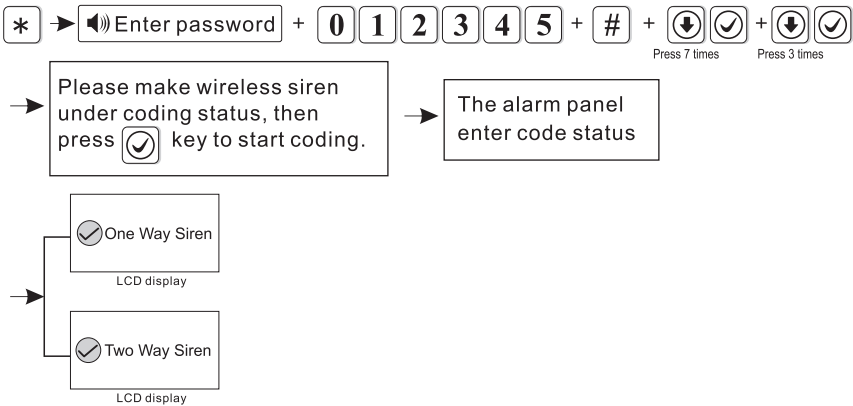 * Enter password + 0 1 2 3 4 5 + # + +
Press 7 times Press 3 times
Please make wireless siren
under coding status, then
press key to start coding.
The alarm panel
enter code status
One Way Siren
LCD display
Two Way Siren
LCD display